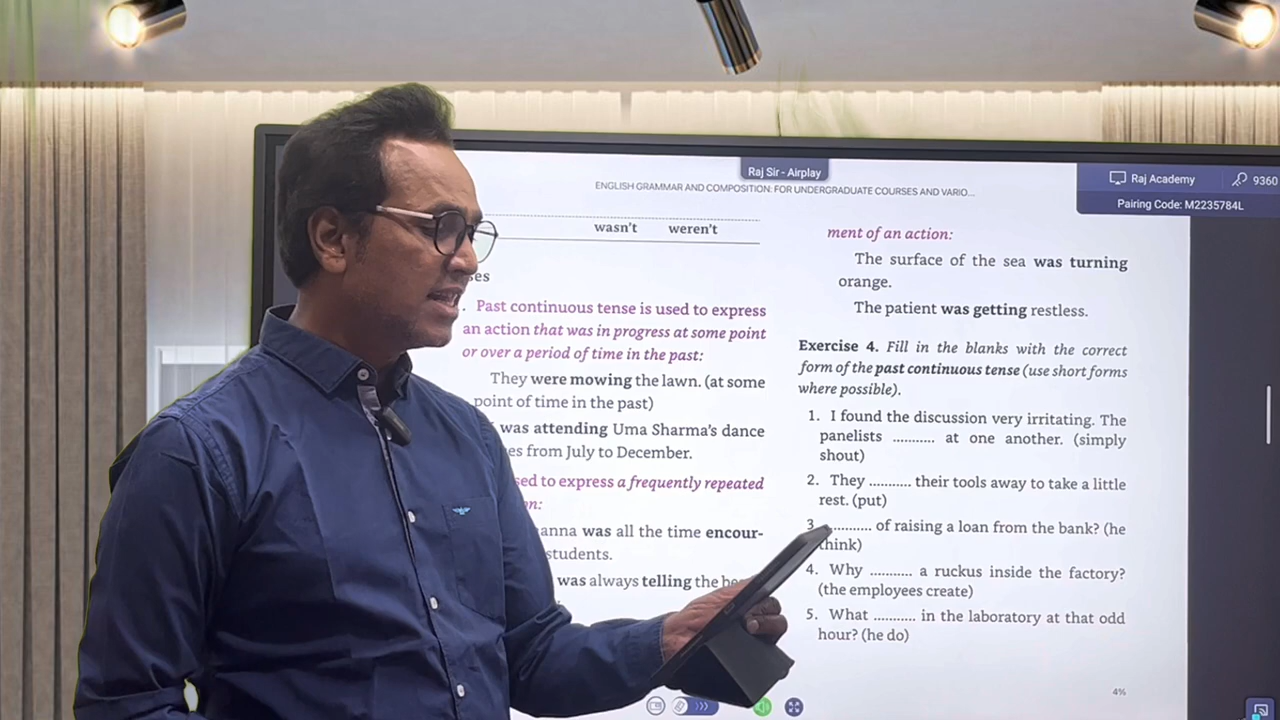 Raj Sir - Airplay
ENGLISH GRAMMAR AND COMPOSITION: FOR UNDERGRADUATE COURSES AND VARIO...
Raj Academy
9360
Pairing Code: M2235784L
wasn't weren't
. Past continuous tense is used to express
an action that was in progress at some point
or over a period of time in the past:
They were mowing the lawn. (at some
point of time in the past)
was attending Uma Sharma's dance
from July to December.
to express a frequently repeated
was all the time encour-
students.
was always telling the
ment of an action:
The surface of the sea was turning
orange.
The patient was getting restless.
Exercise 4. Fill in the blanks with the correct
form of the past continuous tense (use short forms
where possible).
1. I found the discussion very irritating. The
panelists ........... at one another. (simply
shout)
2. They ........... their tools away to take a little
rest. (put)
3. ........... of raising a loan from the bank? (he
think)
4. Why ........... a ruckus inside the factory?
(the employees create)
5. What ........... in the laboratory at that odd
hour? (he do)
4%